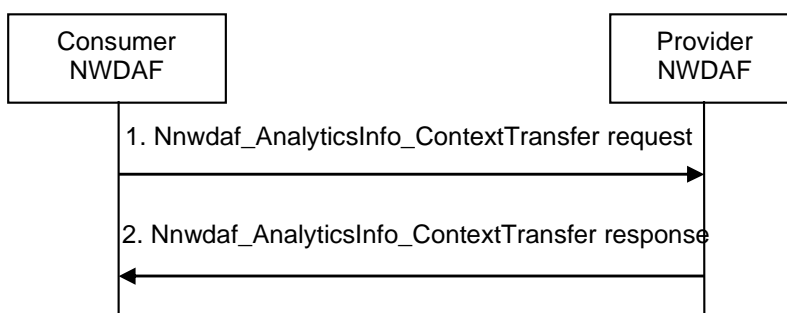 Consumer
NWDAF
Provider
NWDAF
1. Nnwdaf_AnalyticsInfo_ContextTransfer request
2. Nnwdaf_AnalyticsInfo_ContextTransfer response